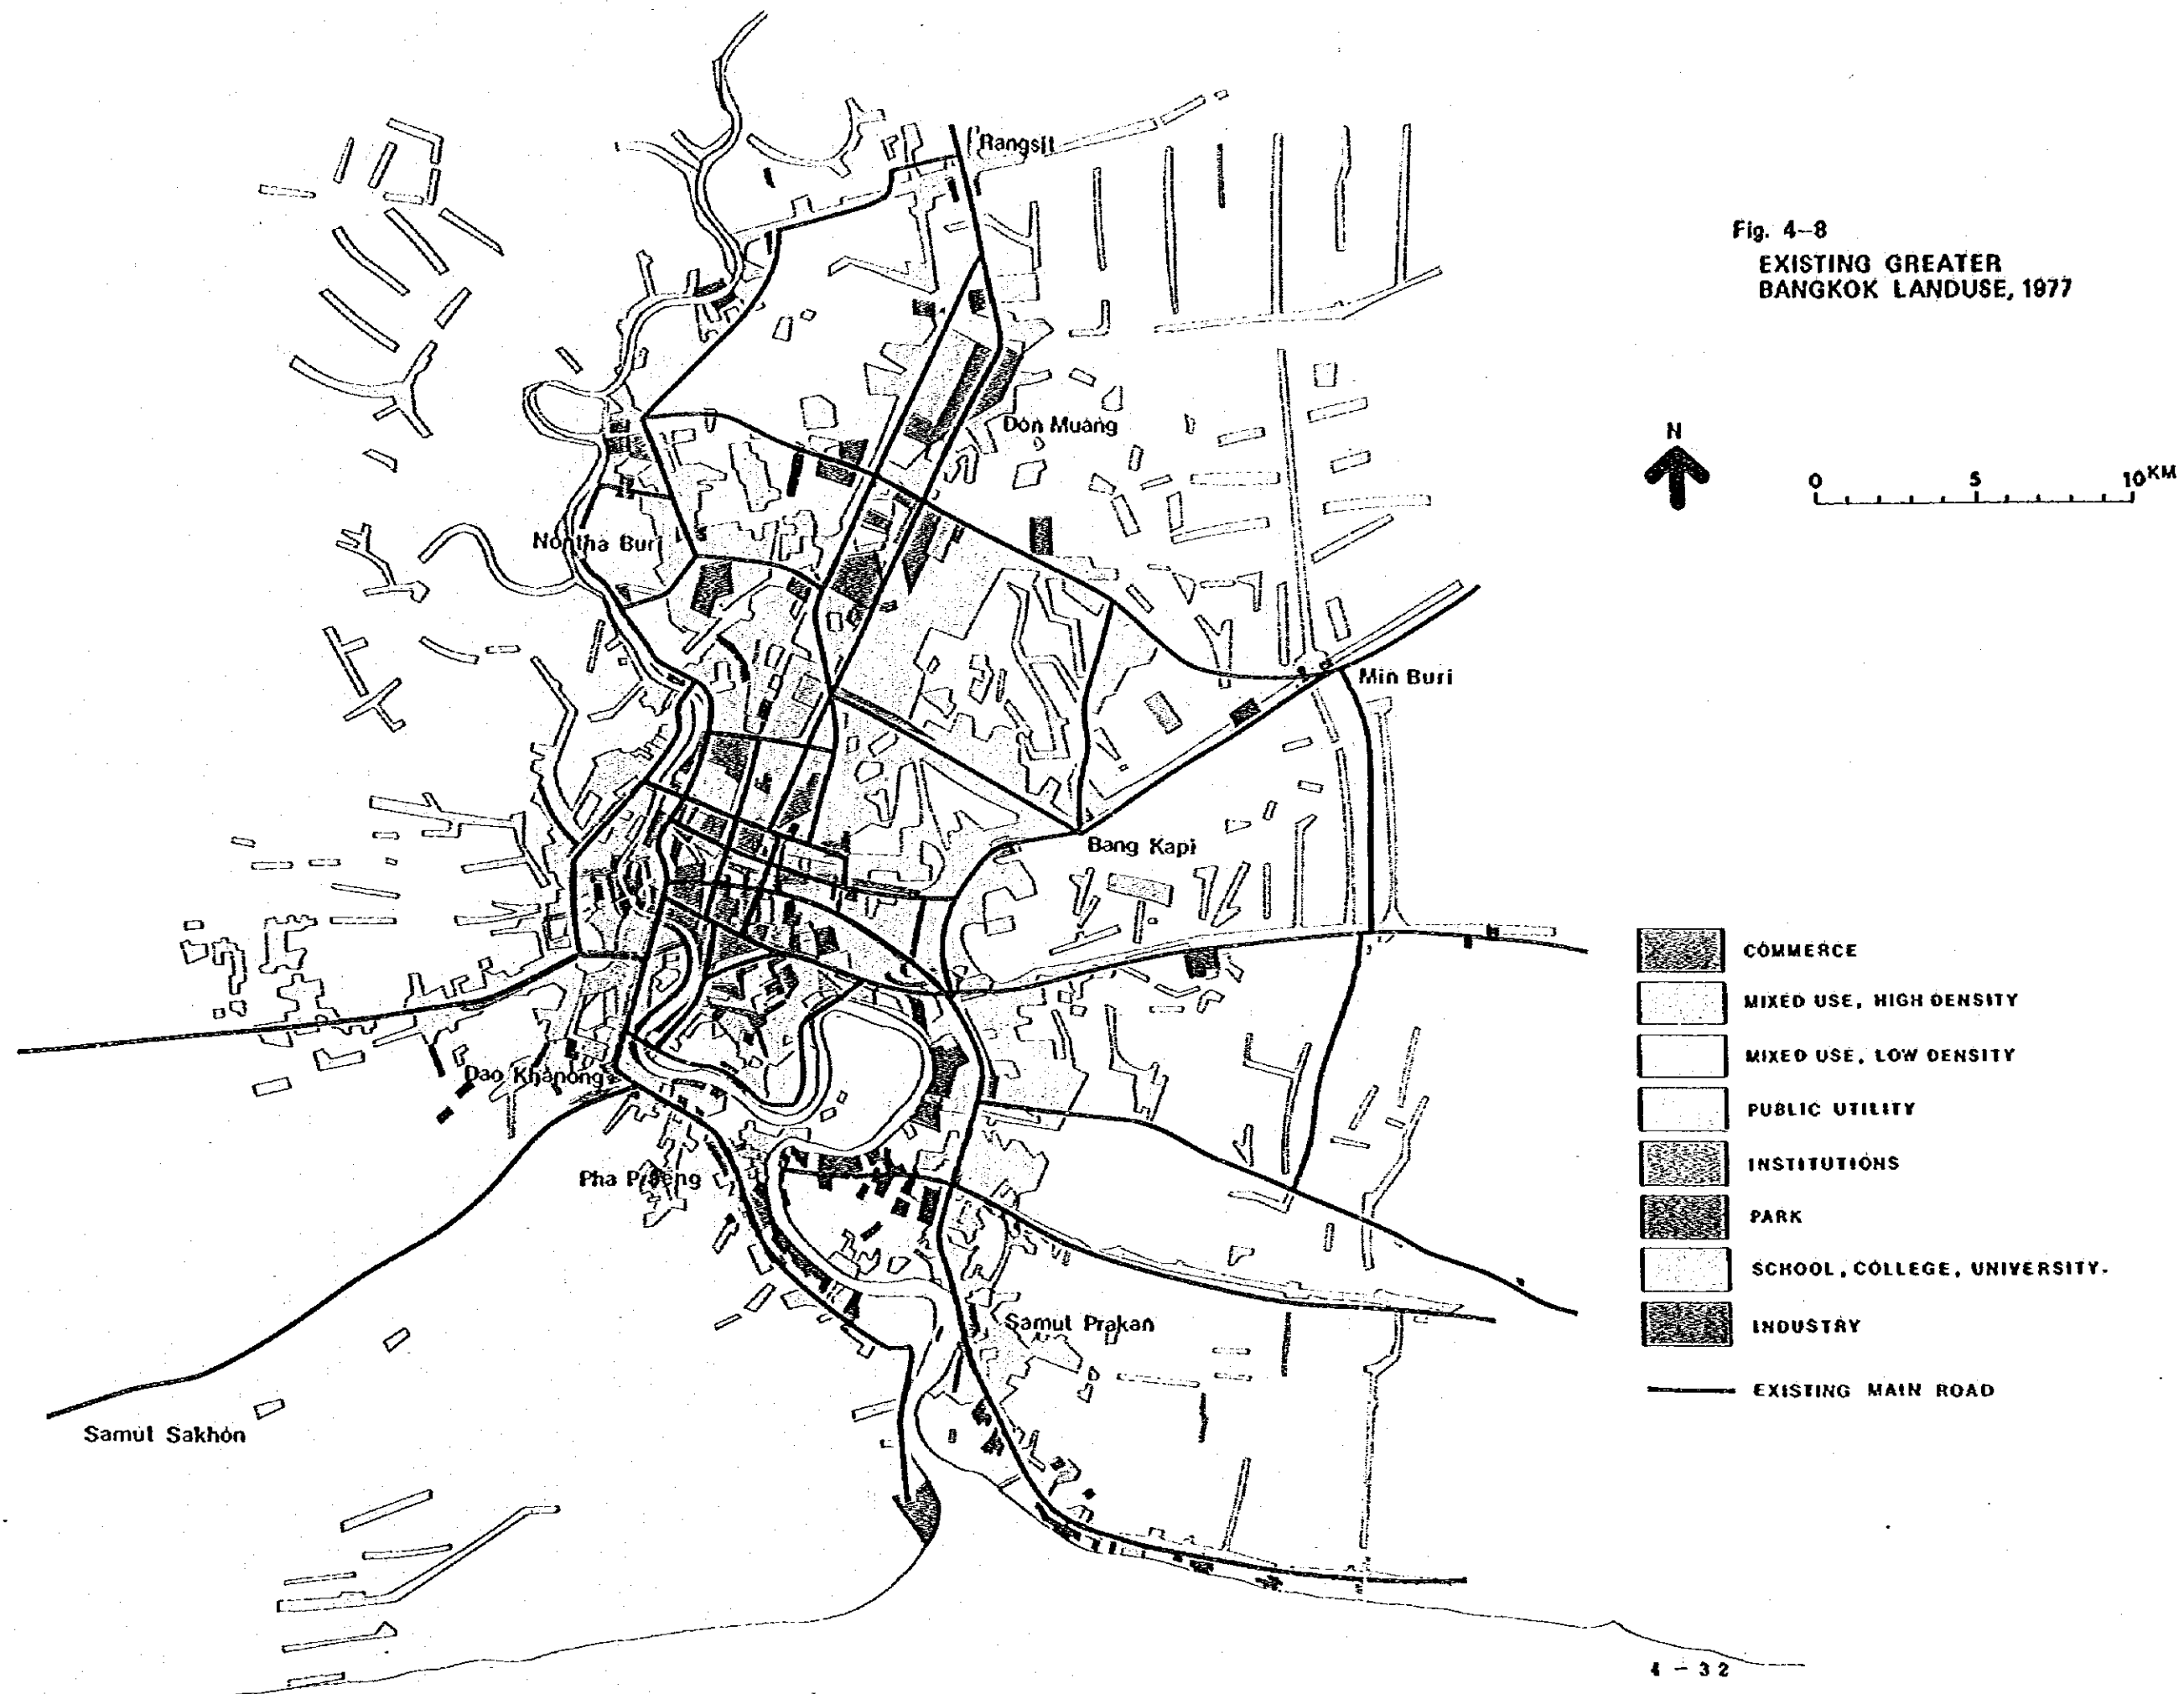 Fig. 4-8
EXISTING GREATER
BANGKOK LANDUSE, 1977
N
0 5 10KM
Rangsit
Don Muang
Nontha Buri
Min Buri
Bang Kapi
Dao Khanong
Samut Prakan
Samut Sakhon
COMMERCE
MIXED USE, HIGH DENSITY
MIXED USE, LOW DENSITY
PUBLIC UTILITY
INSTITUTIONS
PARK
SCHOOL, COLLEGE, UNIVERSITY.
INDUSTRY
EXISTING MAIN ROAD
4-32